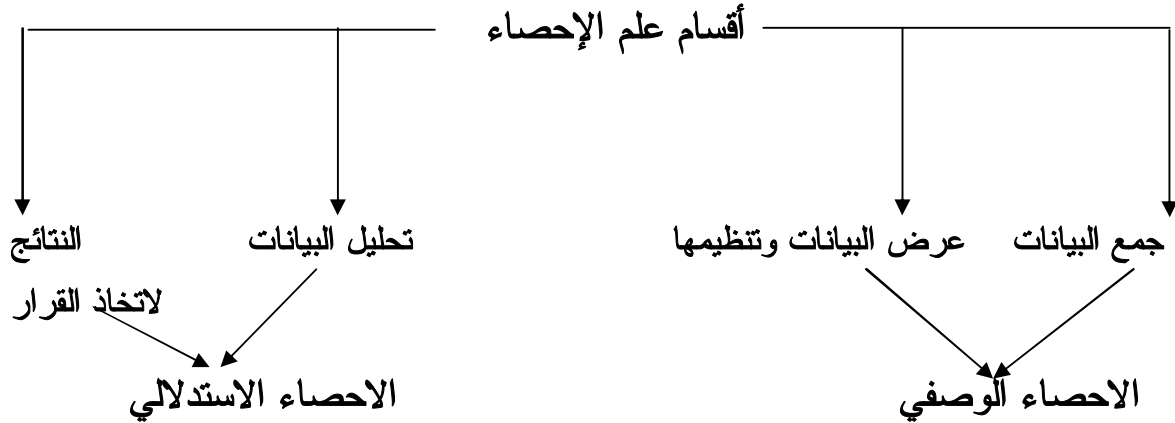 أقسام علم الإحصاء
جمع البيانات
عرض البيانات وتنظيمها
تحليل البيانات
النتائج
لاتخاذ القرار
الاحصاء الوصفي
الاحصاء الاستدلالي